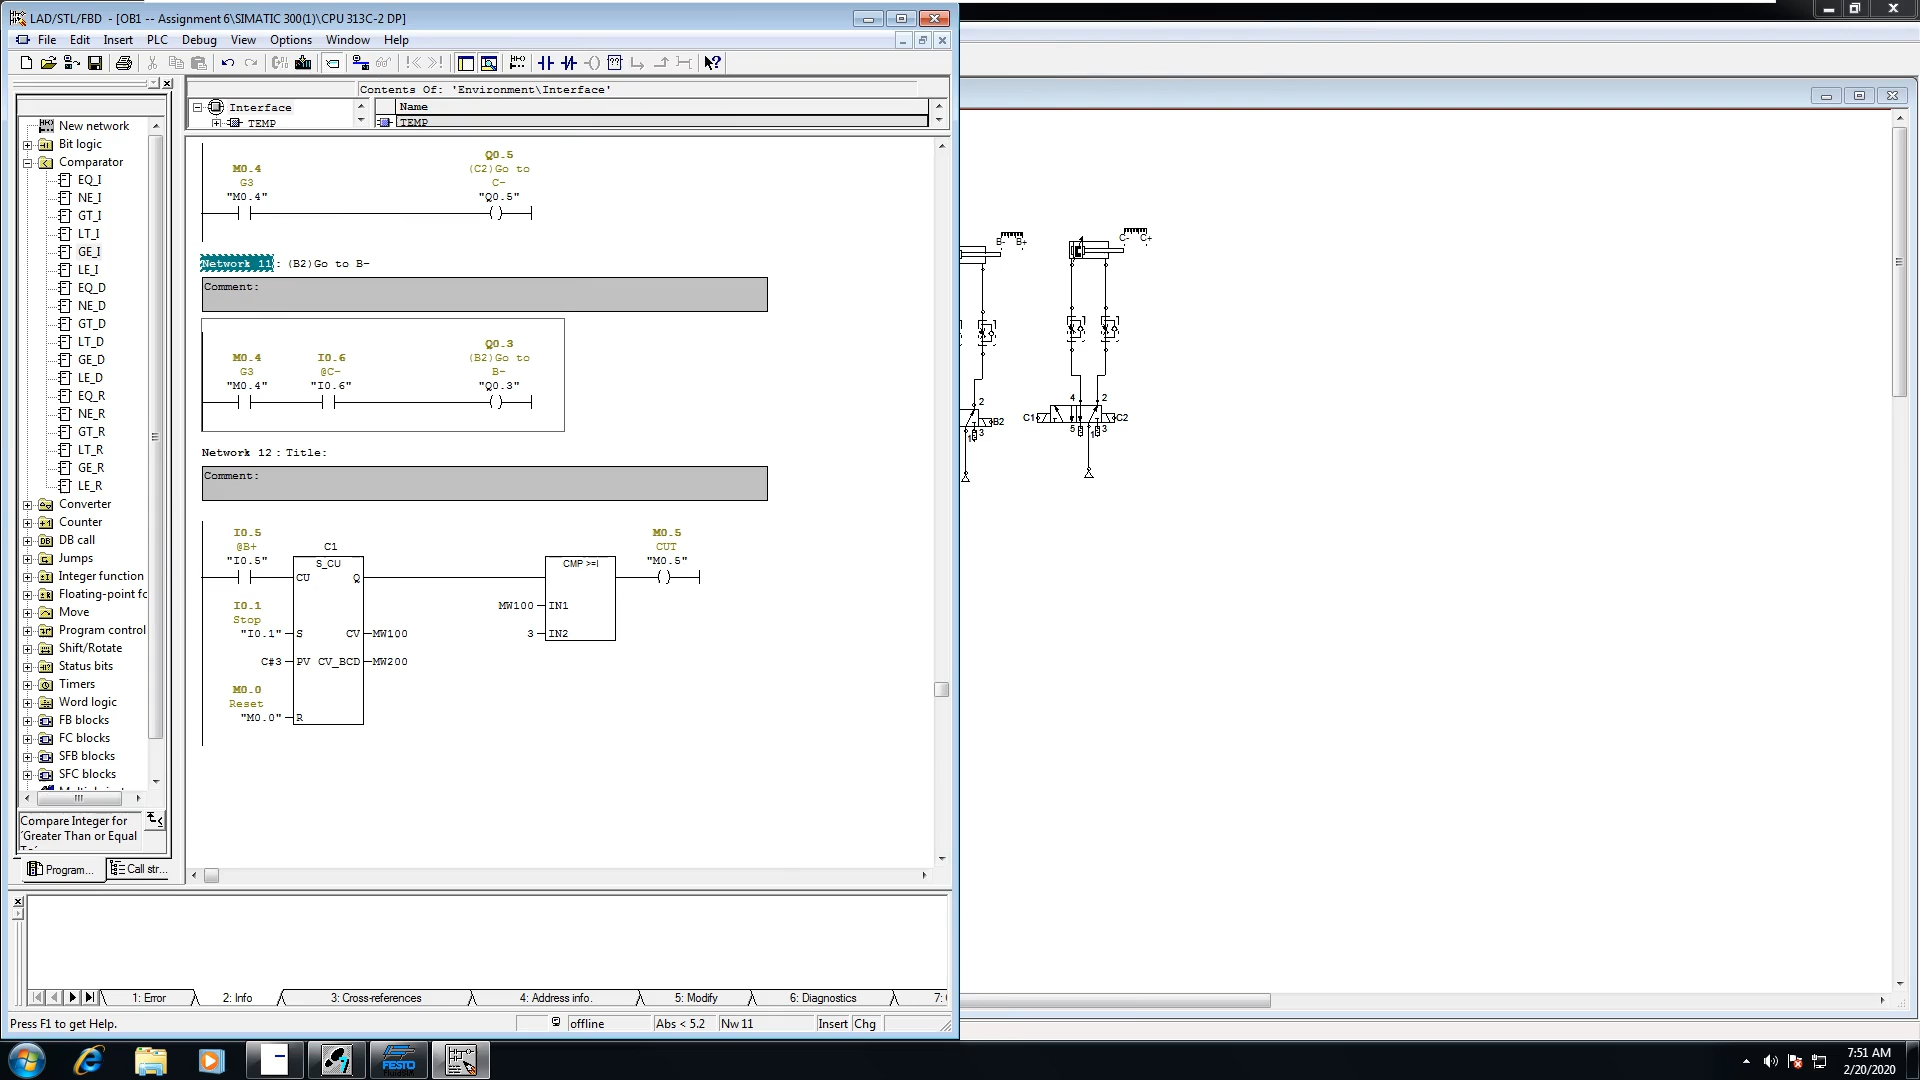 LAD/STL/FBD - [OB1 -- Assignment 6\SIMATIC 300(1)\CPU 313C-2 DP]
File Edit Insert PLC Debug View Options Window Help
Contents Of: 'Environment\Interface'
Interface
TEMP
Name
TEMP
New network
Bit logic
Comparator
EQ_I
NE_I
GT_I
LT_I
GE_I
LE_I
EQ_D
NE_D
GT_D
LT_D
GE_D
LE_D
EQ_R
NE_R
GT_R
LT_R
GE_R
LE_R
Converter
Counter
DB call
Jumps
Integer function
Floating-point fc
Move
Program control
Shift/Rotate
Status bits
Timers
Word logic
FB blocks
FC blocks
SFB blocks
SFC blocks
Compare Integer for
'Greater Than or Equal
Program... Call str...
M0.4
G3
"M0.4"
Q0.5
(C2)Go to
C-
"Q0.5"
Network 11 : (B2)Go to B-
Comment:
M0.4
G3
"M0.4"
I0.6
@C-
"I0.6"
Q0.3
(B2)Go to
B-
"Q0.3"
Network 12 : Title:
Comment:
I0.5
@B+
"I0.5"
C1
S_CU
CU Q
I0.1
Stop
"I0.1" S CV MW100
C#3 PV CV_BCD MW200
M0.0
Reset
"M0.0" R
CMP >=I
MW100 IN1
3 IN2
M0.5
CUT
"M0.5"
B- B+
C- C+
2
B2
1 3
4 2
C1 C2
5 1 3
1: Error 2: Info 3: Cross-references 4: Address info. 5: Modify 6: Diagnostics 7:
Press F1 to get Help.
offline Abs < 5.2 Nw 11 Insert Chg
FESTO
FluidSIM
7:51 AM
2/20/2020